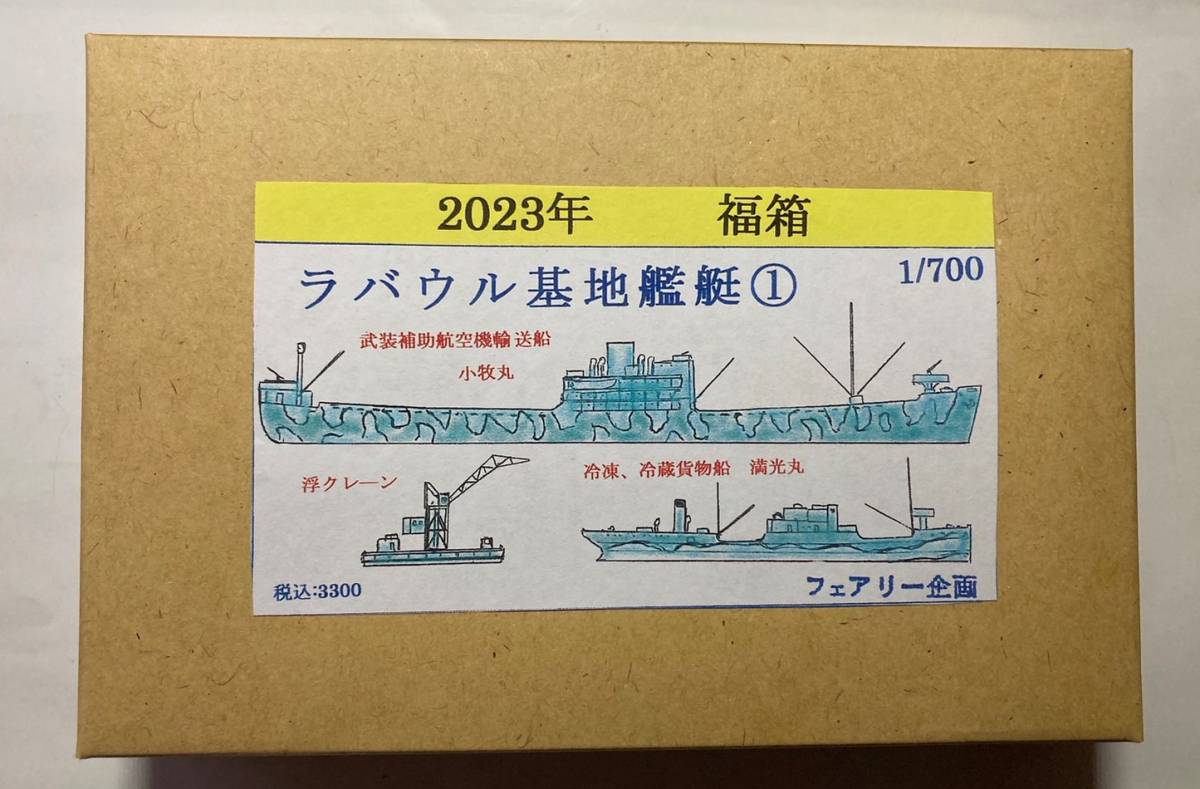 2023年　福箱
ラバウル基地艦艇①
1/700
武装補助航空機輸送船
小牧丸
浮クレーン
冷凍、冷蔵貨物船　満光丸
税込:3300
フェアリー企画